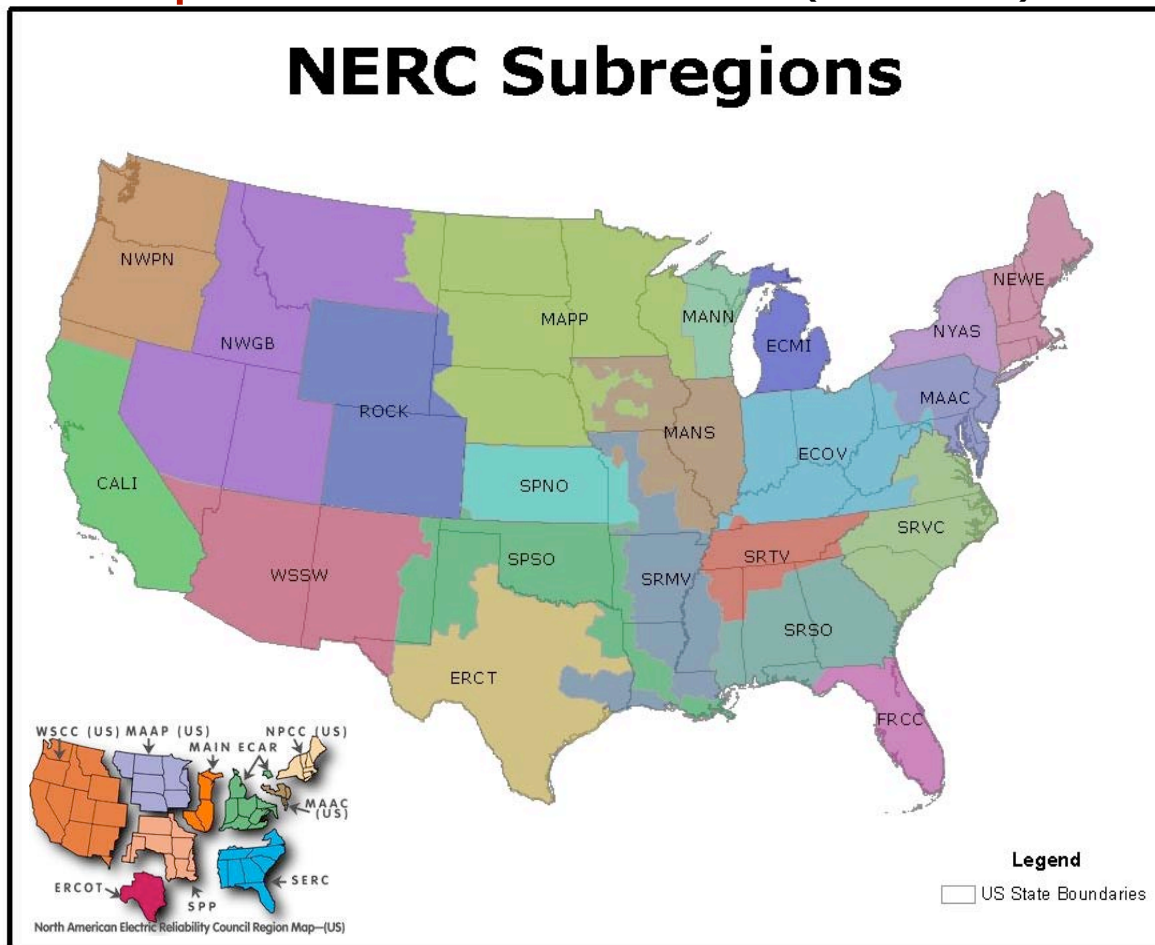 NERC Subregions
NWPN
NWGB
MAPP
MANN
ECMI
NEWE
NYAS
MAAC
ROCK
MANS
ECOV
CALI
SPNO
SRVC
WSSW
SPSO
SRMV
SRTV
SRSO
ERCT
FRCC
WSCC (US) MAAP (US) NPCC (US)
MAIN ECAR
MAAC
(US)
ERCOT
SPP
SERC
North American Electric Reliability Council Region Map—(US)
Legend
US State Boundaries